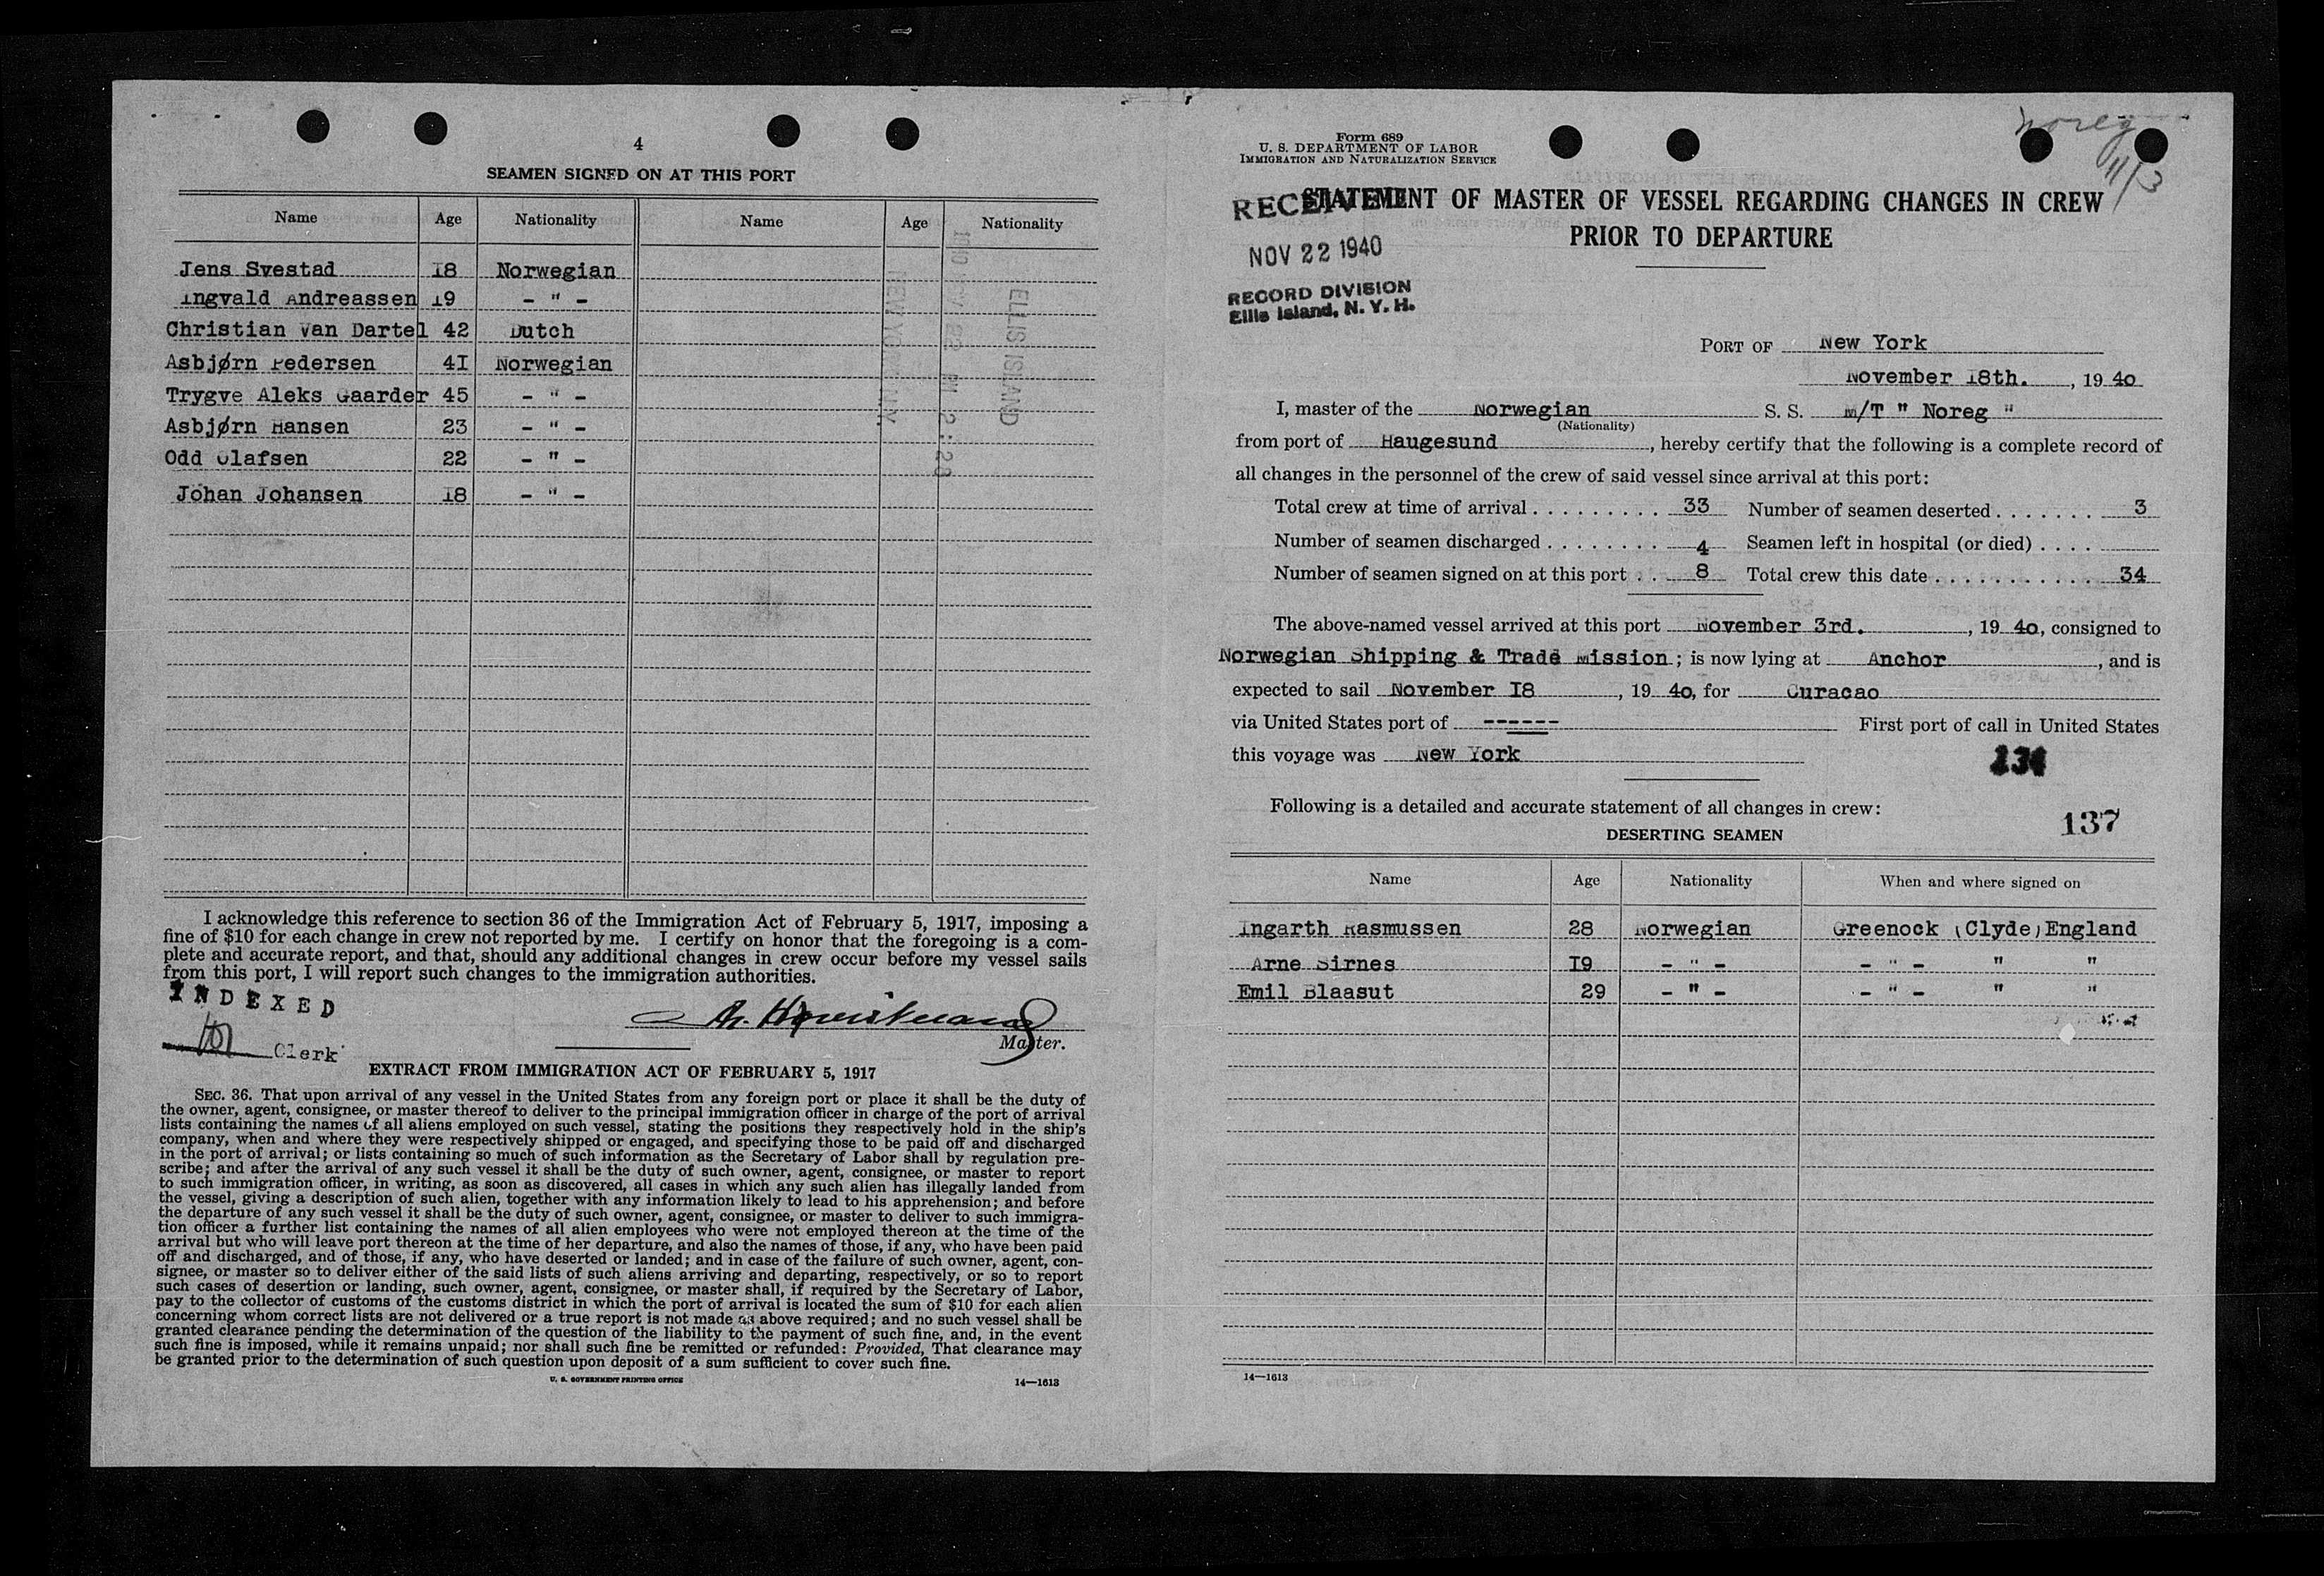 4
SEAMEN SIGNED ON AT THIS PORT
Name Age Nationality Name Age Nationality
Jens Svestad 18 Norwegian
Ingvald Andreassen 19 - " -
Christian Van Dartel 42 Dutch
Asbjørn Pedersen 41 Norwegian
Trygve Aleks Gaarder 45 - " -
Asbjørn Hansen 23 - " -
Odd Olafsen 22 - " -
Johan Johansen 18 - " -
ELLIS ISLAND
NEW YORK N.Y.
I acknowledge this reference to section 36 of the Immigration Act of February 5, 1917, imposing a
fine of $10 for each change in crew not reported by me. I certify on honor that the foregoing is a com-
plete and accurate report, and that, should any additional changes in crew occur before my vessel sails
from this port, I will report such changes to the immigration authorities.
INDEXED
Clerk
Master.
EXTRACT FROM IMMIGRATION ACT OF FEBRUARY 5, 1917
SEC. 36. That upon arrival of any vessel in the United States from any foreign port or place it shall be the duty of
the owner, agent, consignee, or master thereof to deliver to the principal immigration officer in charge of the port of arrival
lists containing the names of all aliens employed on such vessel, stating the positions they respectively hold in the ship's
company, when and where they were respectively shipped or engaged, and specifying those to be paid off and discharged
in the port of arrival; or lists containing so much of such information as the Secretary of Labor shall by regulation pre-
scribe; and after the arrival of any such vessel it shall be the duty of such owner, agent, consignee, or master to report
to such immigration officer, in writing, as soon as discovered, all cases in which any such alien has illegally landed from
the vessel, giving a description of such alien, together with any information likely to lead to his apprehension; and before
the departure of any such vessel it shall be the duty of such owner, agent, consignee, or master to deliver to such immigra-
tion officer a further list containing the names of all alien employees who were not employed thereon at the time of the
arrival but who will leave port thereon at the time of her departure, and also the names of those, if any, who have been paid
off and discharged, and of those, if any, who have deserted or landed; and in case of the failure of such owner, agent, con-
signee, or master so to deliver either of the said lists of such aliens arriving and departing, respectively, or so to report
such cases of desertion or landing, such owner, agent, consignee, or master shall, if required by the Secretary of Labor,
pay to the collector of customs of the customs district in which the port of arrival is located the sum of $10 for each alien
concerning whom correct lists are not delivered or a true report is not made as above required; and no such vessel shall be
granted clearance pending the determination of the question of the liability to the payment of such fine, and, in the event
such fine is imposed, while it remains unpaid; nor shall such fine be remitted or refunded: Provided, That clearance may
be granted prior to the determination of such question upon deposit of a sum sufficient to cover such fine.
U. S. GOVERNMENT PRINTING OFFICE 14—1613
Noreg
11/3
Form 689
U. S. DEPARTMENT OF LABOR
IMMIGRATION AND NATURALIZATION SERVICE
STATEMENT OF MASTER OF VESSEL REGARDING CHANGES IN CREW
PRIOR TO DEPARTURE
RECEIVED
NOV 22 1940
RECORD DIVISION
Ellis Island, N. Y. H.
PORT OF New York
November 18th. , 19 40
I, master of the Norwegian S. S. M/T " Noreg "
(Nationality)
from port of Haugesund , hereby certify that the following is a complete record of
all changes in the personnel of the crew of said vessel since arrival at this port:
Total crew at time of arrival . . . . . . . . . 33 Number of seamen deserted . . . . . . . 3
Number of seamen discharged . . . . . . . . 4 Seamen left in hospital (or died) . . . .
Number of seamen signed on at this port . . 8 Total crew this date . . . . . . . . . . . . 34
The above-named vessel arrived at this port November 3rd. , 19 40, consigned to
Norwegian Shipping & Trade Mission ; is now lying at Anchor , and is
expected to sail November 18 , 19 40, for Curacao
via United States port of ------ First port of call in United States
this voyage was New York
134
Following is a detailed and accurate statement of all changes in crew:
137
DESERTING SEAMEN
Name Age Nationality When and where signed on
Ingarth Rasmussen 28 Norwegian Greenock (Clyde) England
Arne Sirnes 19 - " - - " - " "
Emil Blaasut 29 - " - - " - " "
14—1613